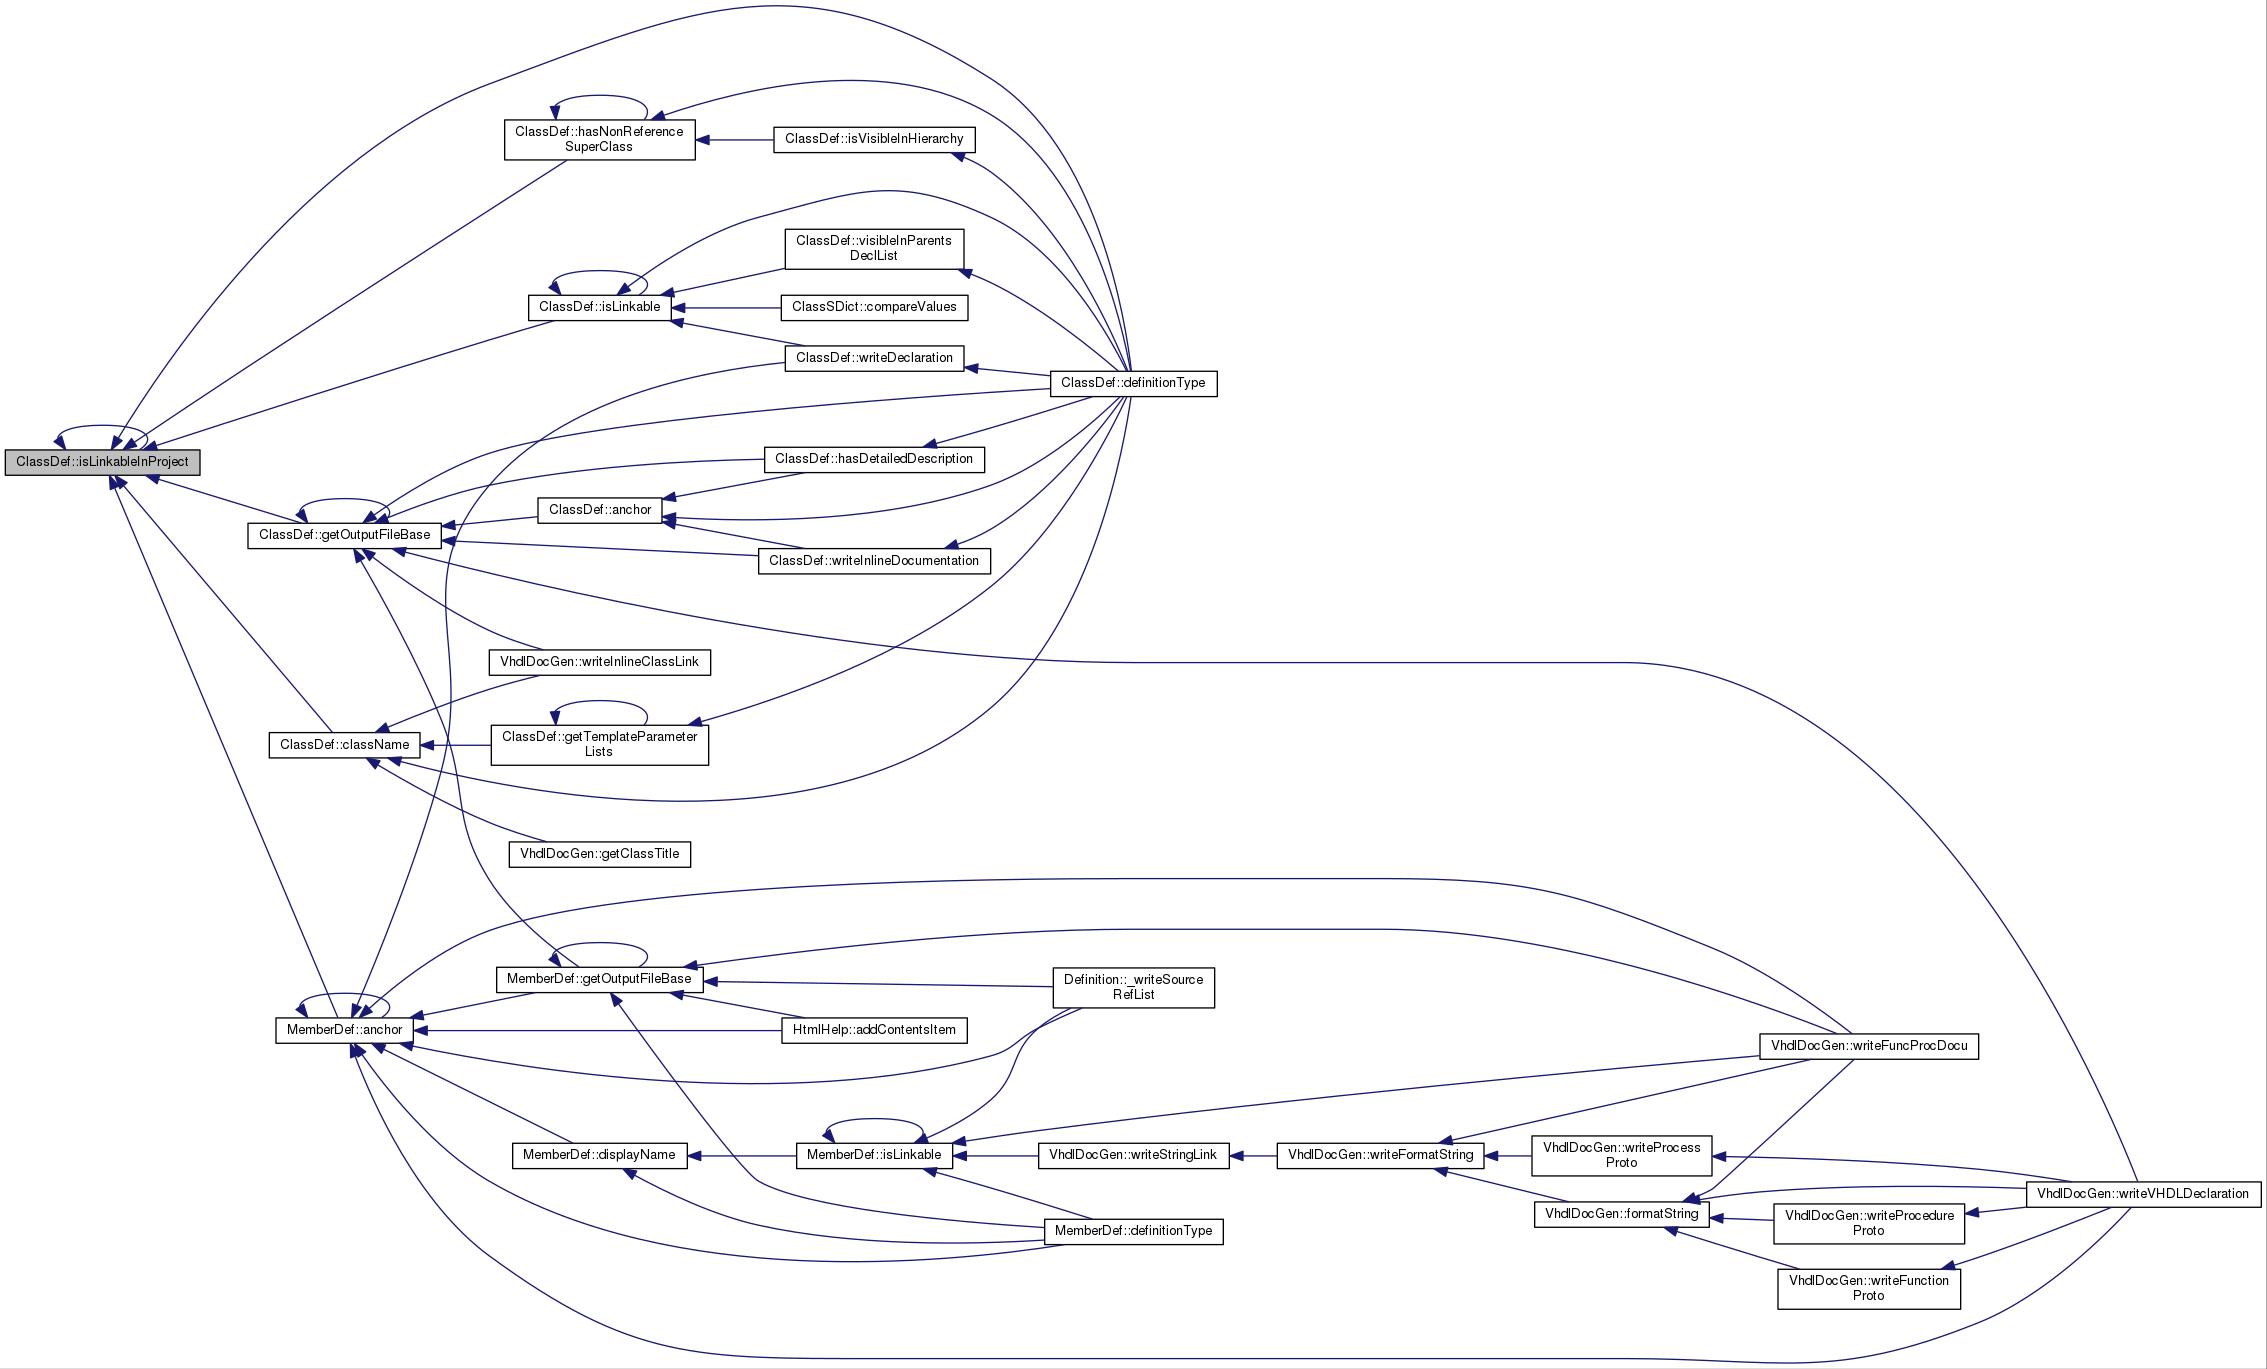 ClassDef::hasNonReference
SuperClass
ClassDef::isVisibleInHierarchy
ClassDef::visibleInParents
DeclList
ClassDef::isLinkable
ClassSDict::compareValues
ClassDef::writeDeclaration
ClassDef::definitionType
ClassDef::isLinkableInProject
ClassDef::hasDetailedDescription
ClassDef::anchor
ClassDef::getOutputFileBase
ClassDef::writeInlineDocumentation
VhdlDocGen::writeInlineClassLink
ClassDef::className
ClassDef::getTemplateParameter
Lists
VhdlDocGen::getClassTitle
MemberDef::getOutputFileBase
Definition::_writeSource
RefList
MemberDef::anchor
HtmlHelp::addContentsItem
VhdlDocGen::writeFuncProcDocu
MemberDef::displayName
MemberDef::isLinkable
VhdlDocGen::writeStringLink
VhdlDocGen::writeFormatString
VhdlDocGen::writeProcess
Proto
VhdlDocGen::writeVHDLDeclaration
VhdlDocGen::formatString
VhdlDocGen::writeProcedure
Proto
MemberDef::definitionType
VhdlDocGen::writeFunction
Proto